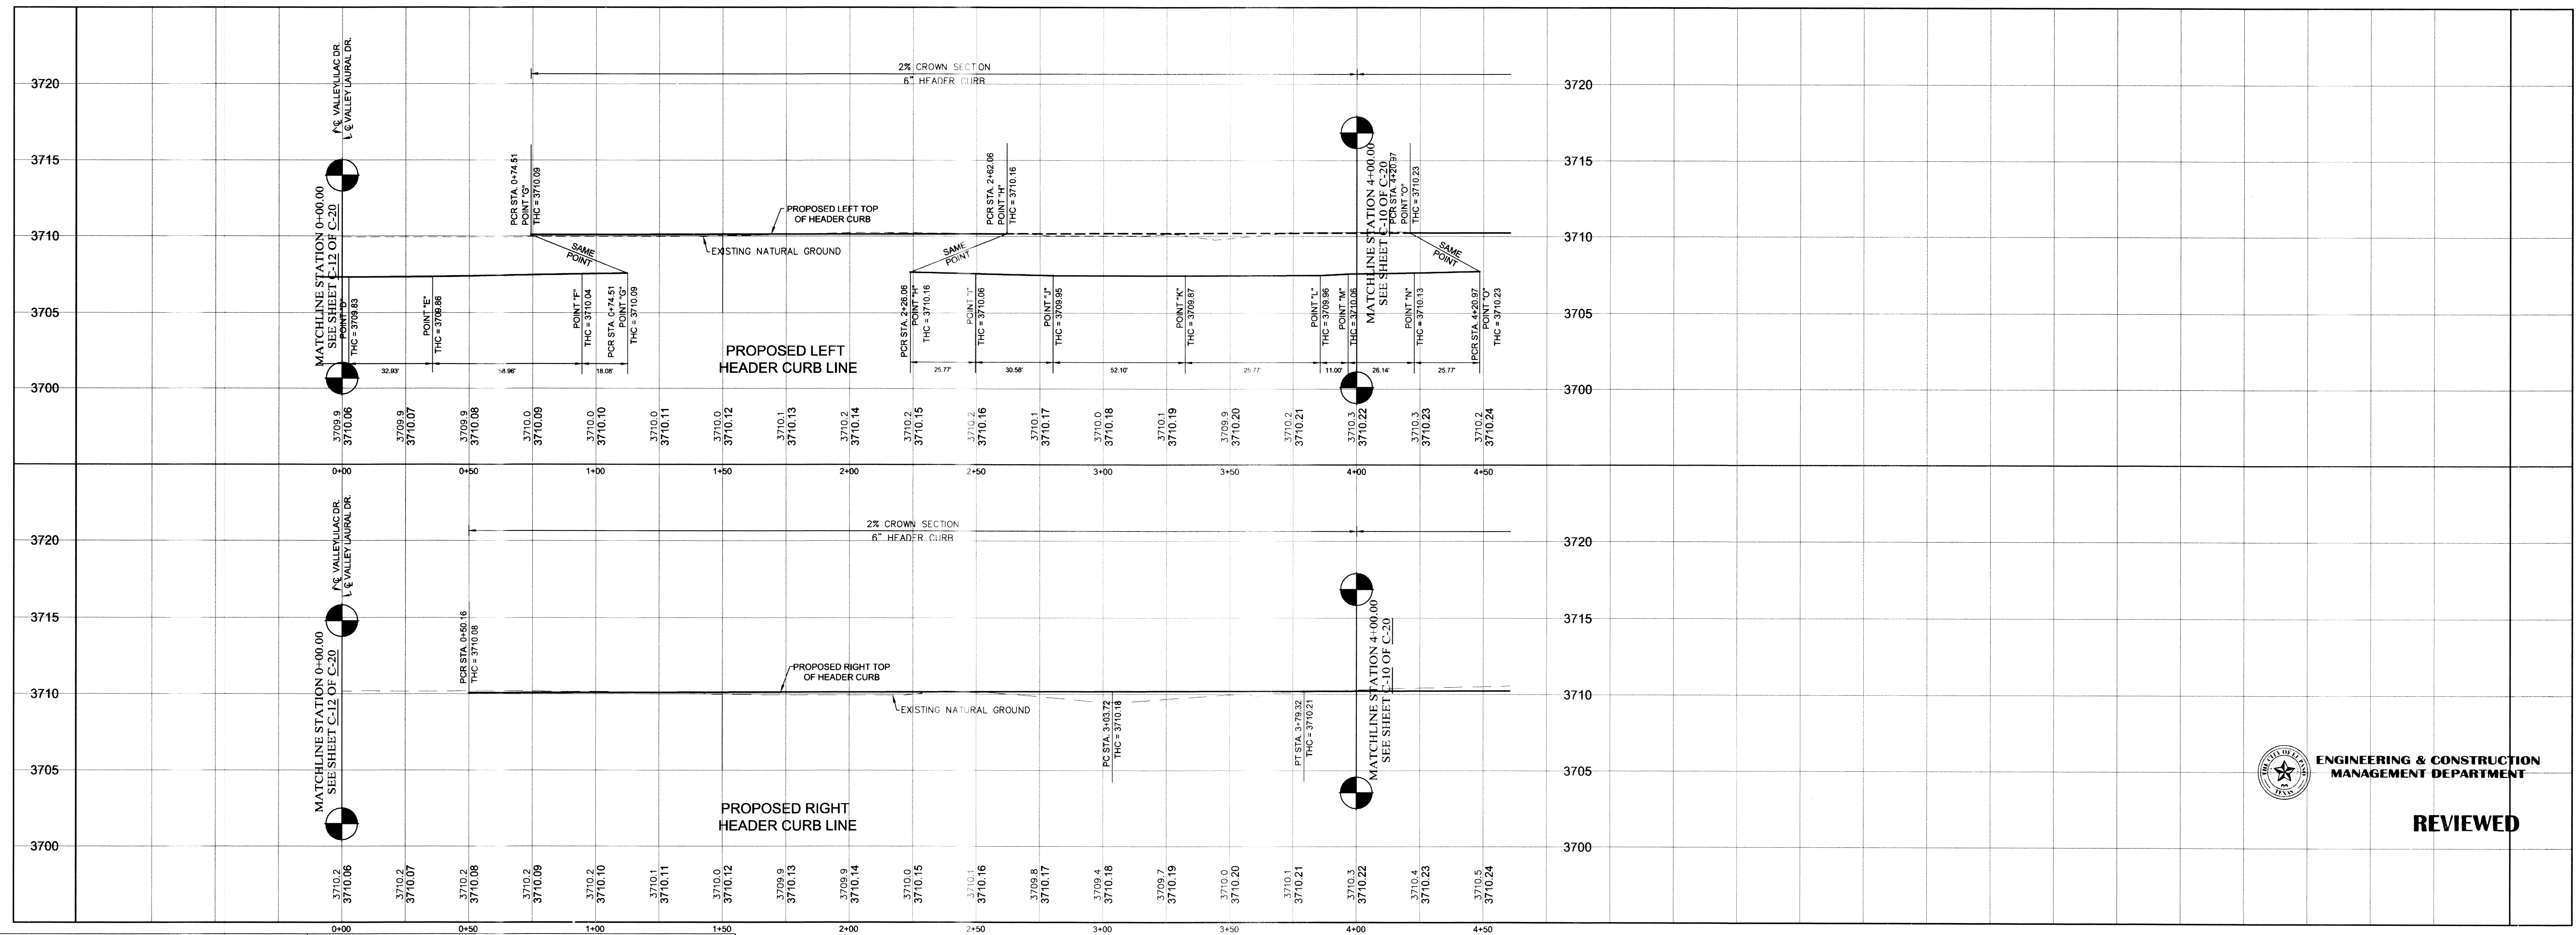 2% CROWN SECTION
6" HEADER CURB
3720
3720
℄ VALLEYLILAC DR.
℄ VALLEY LAURAL DR.
3715
3715
PCR STA. 0+74.51
POINT "G"
THC = 3710.09
PCR STA. 2+62.06
POINT "H"
THC = 3710.16
PCR STA. 4+20.97
POINT "O"
THC = 3710.23
MATCHLINE STATION 0+00.00
SEE SHEET C-12 OF C-20
MATCHLINE STATION 4+00.00
SEE SHEET C-10 OF C-20
PROPOSED LEFT TOP
OF HEADER CURB
3710
3710
EXISTING NATURAL GROUND
SAME
POINT
SAME
POINT
SAME
POINT
3705
3705
POINT "D"
THC = 3709.83
POINT "E"
THC = 3709.86
POINT "F"
THC = 3710.04
PCR STA. 0+74.51
POINT "G"
THC = 3710.09
PCR STA. 2+26.06
POINT "H"
THC = 3710.16
POINT "I"
THC = 3710.06
POINT "J"
THC = 3709.95
POINT "K"
THC = 3709.87
POINT "L"
THC = 3709.96
POINT "M"
THC = 3710.06
POINT "N"
THC = 3710.13
PCR STA. 4+20.97
POINT "O"
THC = 3710.23
PROPOSED LEFT
HEADER CURB LINE
32.93' 58.96' 18.08' 25.77' 30.58' 52.10' 25.77' 11.00' 26.14' 25.77'
3700
3700
3709.9
3710.06
3709.9
3710.07
3709.9
3710.08
3710.0
3710.09
3710.0
3710.10
3710.0
3710.11
3710.0
3710.12
3710.1
3710.13
3710.2
3710.14
3710.2
3710.15
3710.2
3710.16
3710.1
3710.17
3710.0
3710.18
3710.1
3710.19
3709.9
3710.20
3710.2
3710.21
3710.3
3710.22
3710.3
3710.23
3710.2
3710.24
0+00 0+50 1+00 1+50 2+00 2+50 3+00 3+50 4+00 4+50
℄ VALLEYLILAC DR.
℄ VALLEY LAURAL DR.
2% CROWN SECTION
6" HEADER CURB
3720
3720
3715
3715
MATCHLINE STATION 0+00.00
SEE SHEET C-12 OF C-20
PCR STA. 0+50.16
THC = 3710.08
MATCHLINE STATION 4+00.00
SEE SHEET C-10 OF C-20
PROPOSED RIGHT TOP
OF HEADER CURB
3710
3710
EXISTING NATURAL GROUND
PC STA. 3+03.72
THC = 3710.18
PT STA. 3+79.32
THC = 3710.21
3705
3705
PROPOSED RIGHT
HEADER CURB LINE
3700
3700
3710.2
3710.06
3710.2
3710.07
3710.2
3710.08
3710.2
3710.09
3710.2
3710.10
3710.1
3710.11
3710.0
3710.12
3709.9
3710.13
3709.9
3710.14
3710.0
3710.15
3710.1
3710.16
3709.8
3710.17
3709.4
3710.18
3709.7
3710.19
3710.0
3710.20
3710.1
3710.21
3710.3
3710.22
3710.4
3710.23
3710.5
3710.24
0+00 0+50 1+00 1+50 2+00 2+50 3+00 3+50 4+00 4+50
THE CITY OF EL PASO
TEXAS
ENGINEERING & CONSTRUCTION
MANAGEMENT DEPARTMENT
REVIEWED